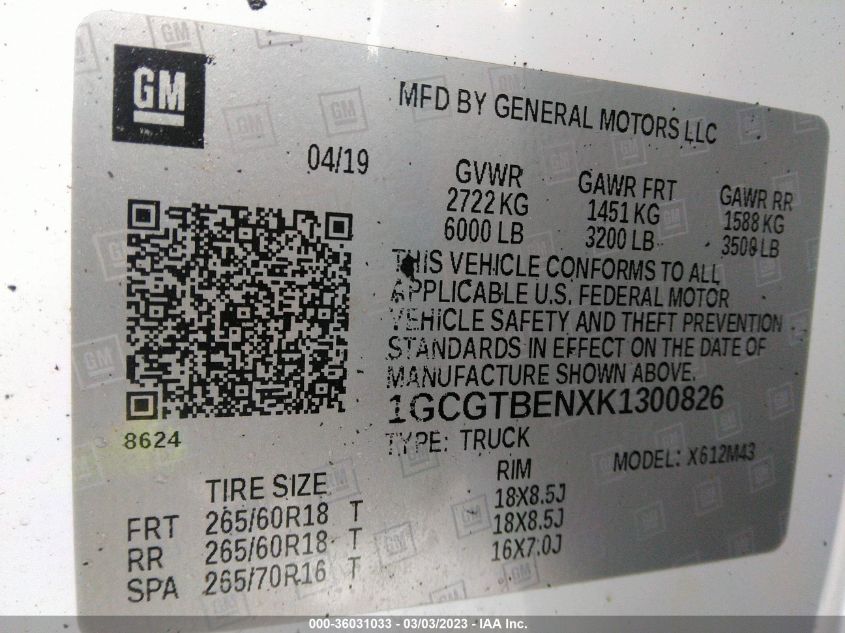 GM
MFD BY GENERAL MOTORS LLC
04/19
GVWR GAWR FRT GAWR RR
2722 KG 1451 KG 1588 KG
6000 LB 3200 LB 3500 LB
THIS VEHICLE CONFORMS TO ALL
APPLICABLE U.S. FEDERAL MOTOR
VEHICLE SAFETY AND THEFT PREVENTION
STANDARDS IN EFFECT ON THE DATE OF
MANUFACTURE SHOWN ABOVE.
1GCGTBENXK1300826
8624
TYPE: TRUCK MODEL: X612M43
TIRE SIZE RIM
FRT 265/60R18 T 18X8.5J
RR 265/60R18 T 18X8.5J
SPA 265/70R16 T 16X7.0J
000-36031033 - 03/03/2023 - IAA Inc.